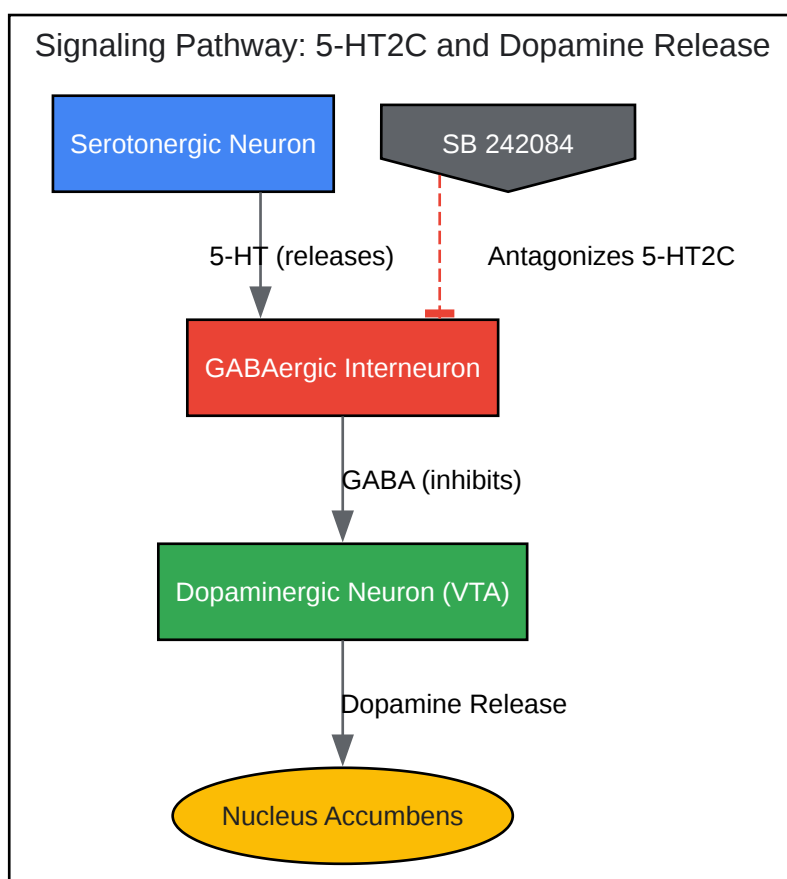 Signaling Pathway: 5-HT2C and Dopamine Release
Serotonergic Neuron
SB 242084
5-HT (releases)
Antagonizes 5-HT2C
GABAergic Interneuron
GABA (inhibits)
Dopaminergic Neuron (VTA)
Dopamine Release
Nucleus Accumbens